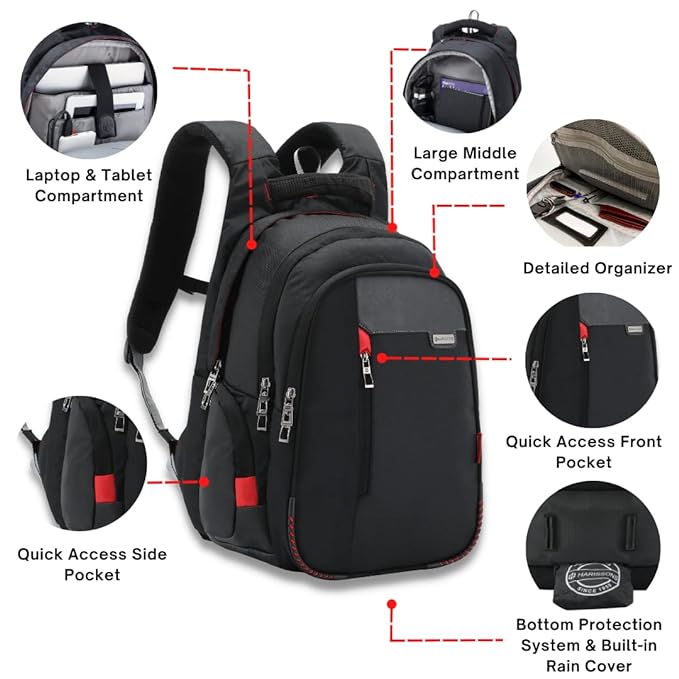 Laptop & Tablet
Compartment
Large Middle
Compartment
Detailed Organizer
Quick Access Front
Pocket
Quick Access Side
Pocket
HARISSONS
SINCE 1950
Bottom Protection
System & Built-in
Rain Cover